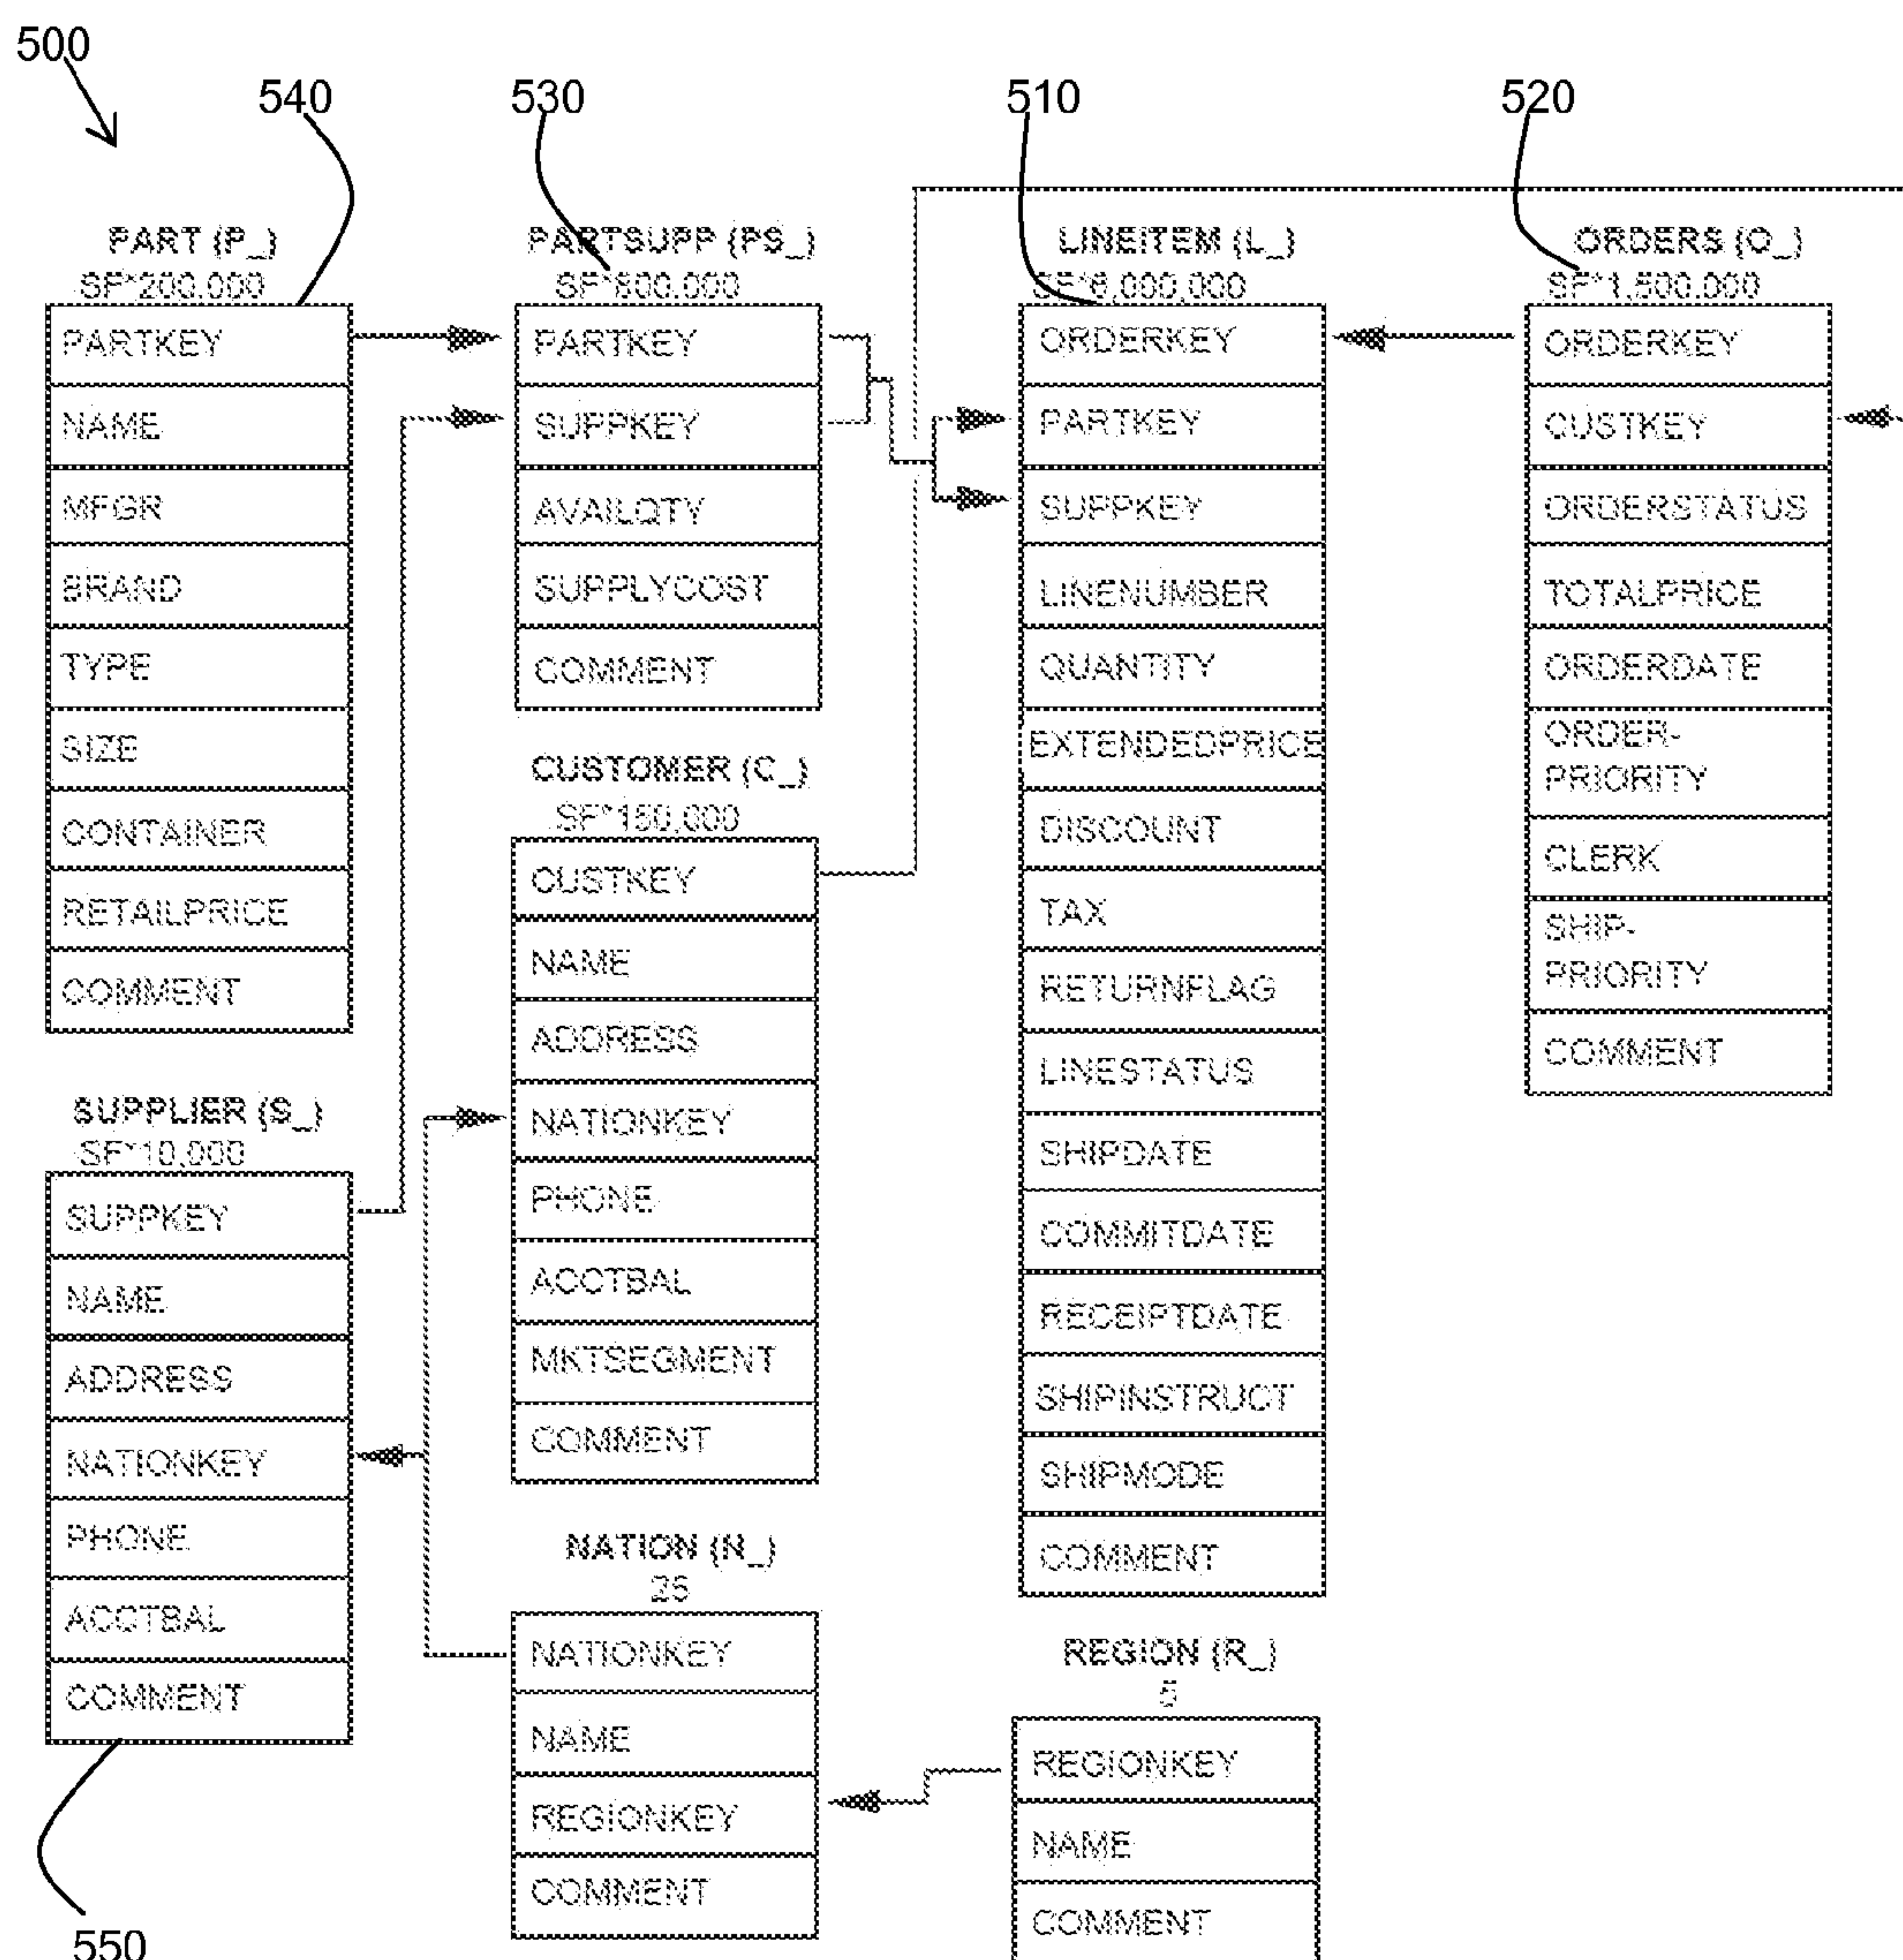 500
540
530
510
520
PART (P_)
SF*200,000
PARTKEY
NAME
MFGR
BRAND
TYPE
SIZE
CONTAINER
RETAILPRICE
COMMENT
SUPPLIER (S_)
SF*10,000
SUPPKEY
NAME
ADDRESS
NATIONKEY
PHONE
ACCTBAL
COMMENT
550
PARTSUPP (PS_)
SF*800,000
PARTKEY
SUPPKEY
AVAILQTY
SUPPLYCOST
COMMENT
CUSTOMER (C_)
SF*150,000
CUSTKEY
NAME
ADDRESS
NATIONKEY
PHONE
ACCTBAL
MKTSEGMENT
COMMENT
NATION (N_)
25
NATIONKEY
NAME
REGIONKEY
COMMENT
LINEITEM (L_)
SF*6,000,000
ORDERKEY
PARTKEY
SUPPKEY
LINENUMBER
QUANTITY
EXTENDEDPRICE
DISCOUNT
TAX
RETURNFLAG
LINESTATUS
SHIPDATE
COMMITDATE
RECEIPTDATE
SHIPINSTRUCT
SHIPMODE
COMMENT
REGION (R_)
5
REGIONKEY
NAME
COMMENT
ORDERS (O_)
SF*1,500,000
ORDERKEY
CUSTKEY
ORDERSTATUS
TOTALPRICE
ORDERDATE
ORDER-
PRIORITY
CLERK
SHIP-
PRIORITY
COMMENT